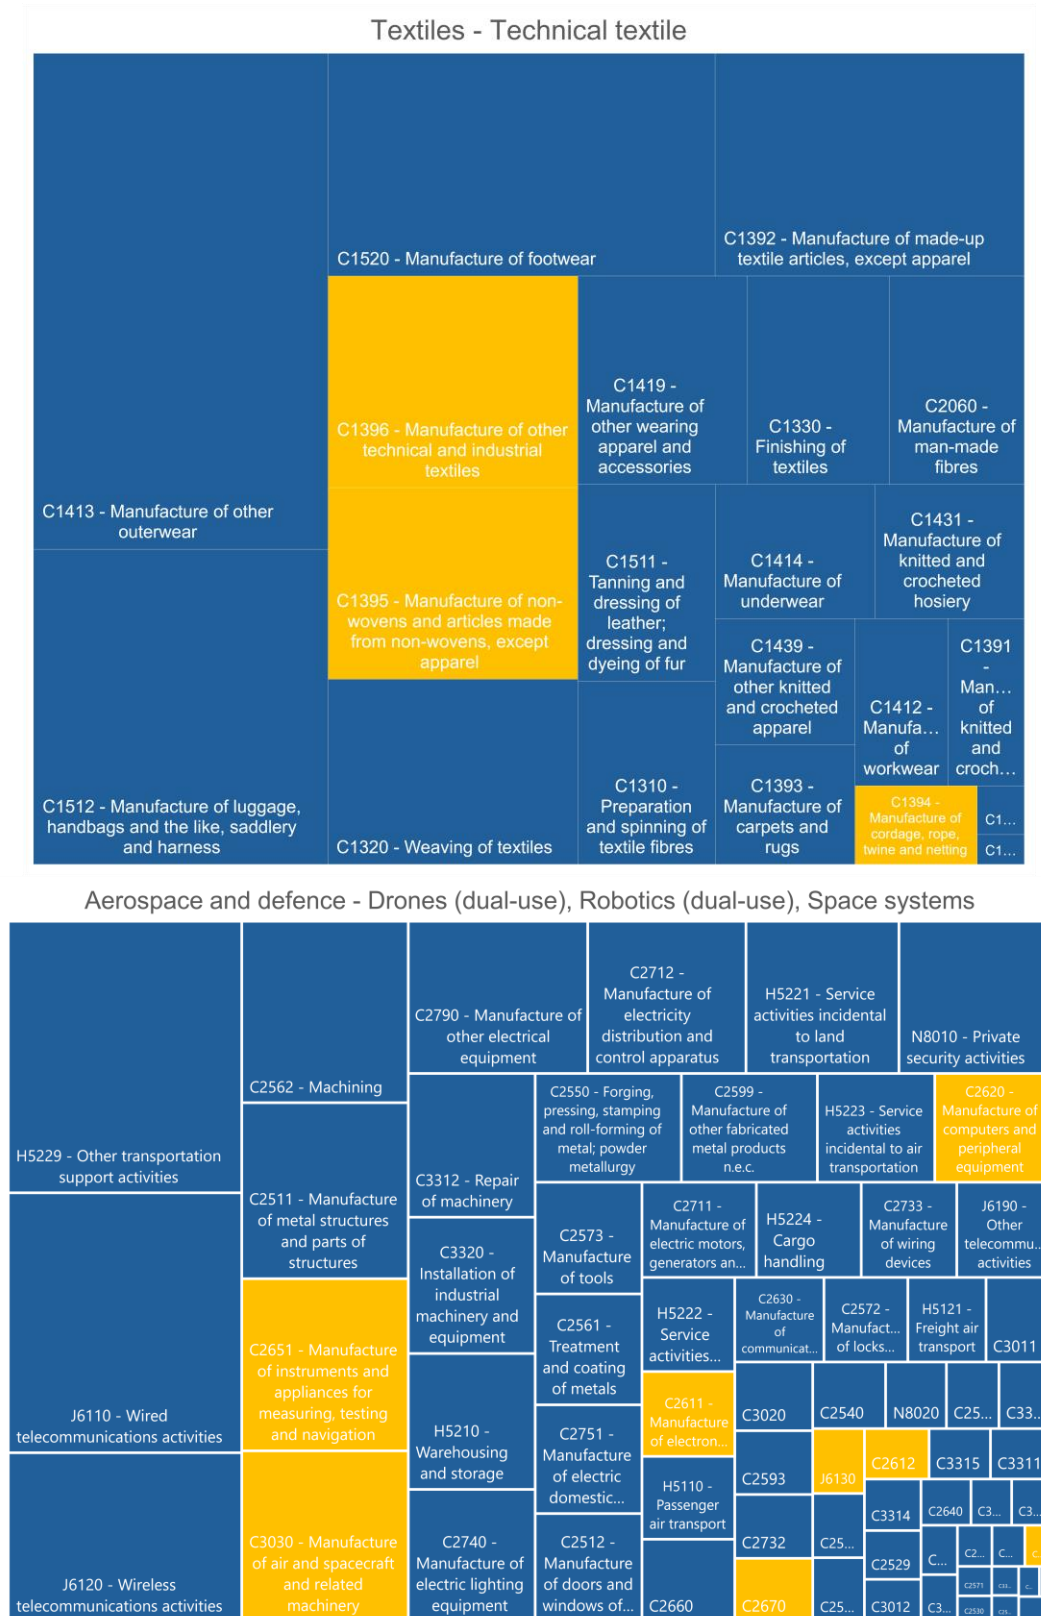 Textiles - Technical textile
C1413 - Manufacture of other
outerwear
C1512 - Manufacture of luggage,
handbags and the like, saddlery
and harness
C1520 - Manufacture of footwear
C1392 - Manufacture of made-up
textile articles, except apparel
C1396 - Manufacture of other
technical and industrial
textiles
C1395 - Manufacture of non-
wovens and articles made
from non-wovens, except
apparel
C1320 - Weaving of textiles
C1419 -
Manufacture of
other wearing
apparel and
accessories
C1330 -
Finishing of
textiles
C2060 -
Manufacture of
man-made
fibres
C1511 -
Tanning and
dressing of
leather;
dressing and
dyeing of fur
C1310 -
Preparation
and spinning of
textile fibres
C1414 -
Manufacture of
underwear
C1431 -
Manufacture of
knitted and
crocheted
hosiery
C1439 -
Manufacture of
other knitted
and crocheted
apparel
C1393 -
Manufacture of
carpets and
rugs
C1412 -
Manufa...
of
workwear
C1391
-
Man...
of
knitted
and
croch...
C1394 -
Manufacture of
cordage, rope,
twine and netting
C1...
C1...
Aerospace and defence - Drones (dual-use), Robotics (dual-use), Space systems
H5229 - Other transportation
support activities
J6110 - Wired
telecommunications activities
J6120 - Wireless
telecommunications activities
C2562 - Machining
C2511 - Manufacture
of metal structures
and parts of
structures
C2651 - Manufacture
of instruments and
appliances for
measuring, testing
and navigation
C3030 - Manufacture
of air and spacecraft
and related
machinery
C2790 - Manufacture of
other electrical
equipment
C2712 -
Manufacture of
electricity
distribution and
control apparatus
H5221 - Service
activities incidental
to land
transportation
N8010 - Private
security activities
C3312 - Repair
of machinery
C3320 -
Installation of
industrial
machinery and
equipment
H5210 -
Warehousing
and storage
C2740 -
Manufacture of
electric lighting
equipment
C2550 - Forging,
pressing, stamping
and roll-forming of
metal; powder
metallurgy
C2599 -
Manufacture of
other fabricated
metal products
n.e.c.
H5223 - Service
activities
incidental to air
transportation
C2620 -
Manufacture of
computers and
peripheral
equipment
C2573 -
Manufacture
of tools
C2561 -
Treatment
and coating
of metals
C2751 -
Manufacture
of electric
domestic...
C2512 -
Manufacture
of doors and
windows of...
C2711 -
Manufacture of
electric motors,
generators an...
H5224 -
Cargo
handling
C2733 -
Manufacture
of wiring
devices
J6190 -
Other
telecommu...
activities
H5222 -
Service
activities...
C2611 -
Manufacture
of electron...
H5110 -
Passenger
air transport
C2660
C2630 -
Manufacture
of
communicat...
C2572 -
Manufact...
of locks...
H5121 -
Freight air
transport
C3011
C3020
C2540
N8020
C25...
C33...
C2593
J6130
C2612
C3315
C3311
C2732
C25...
C3314
C2640
C3...
C3...
C2670
C25...
C2529
C3012
C...
C3...
C2...
C...
C...
C2571
C33...
C...
C2530
C25...